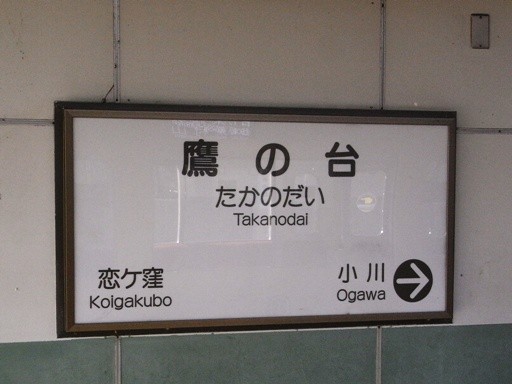 鷹の台
たかのだい
Takanodai
恋ケ窪
Koigakubo
小川
Ogawa